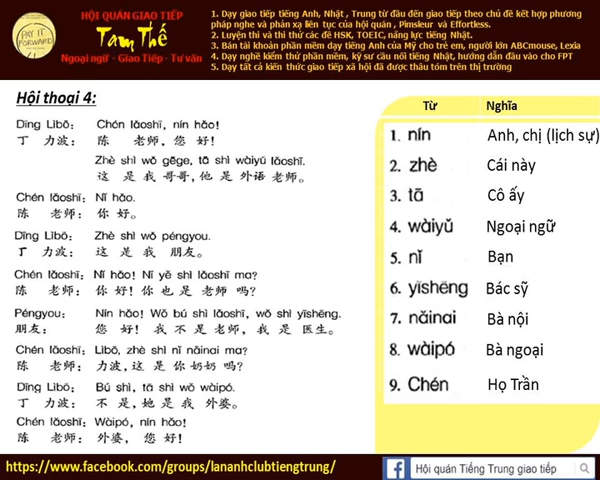 PAY IT FORWARD
HỘI QUÁN GIAO TIẾP
Tam Thế
Ngoại ngữ - Giao Tiếp - Tư vấn
1. Dạy giao tiếp tiếng Anh, Nhật , Trung từ đầu đến giao tiếp theo chủ đề kết hợp phương
pháp nghe và phản xạ liên tục của hội quán , Pimsleur và Effortless.
2. Luyện thi và thi thử các đề HSK, TOEIC, năng lực tiếng Nhật.
3. Bán tài khoản phần mềm dạy tiếng Anh của Mỹ cho trẻ em, người lớn ABCmouse, Lexia
4. Dạy nghề kiểm thử phần mềm, kỹ sư cầu nối tiếng Nhật, hướng dẫn đầu vào cho FPT
5. Dạy tất cả kiến thức giao tiếp xã hội đã được thâu tóm trên thị trường
Hội thoại 4:
Dīng Lìbō: Chén lǎoshī, nín hǎo!
丁 力波: 陈 老师, 您 好!
Zhè shì wǒ gēge, tā shì wàiyǔ lǎoshī.
这 是 我 哥哥, 他 是 外语 老师。
Chén lǎoshī: Nǐ hǎo.
陈 老师: 你 好。
Dīng Lìbō: Zhè shì wǒ péngyou.
丁 力波: 这 是 我 朋友。
Chén lǎoshī: Nǐ hǎo! Nǐ yě shì lǎoshī ma?
陈 老师: 你 好! 你 也 是 老师 吗?
Péngyou: Nín hǎo! Wǒ bú shì lǎoshī, wǒ shì yīshēng.
朋友: 您 好! 我 不 是 老师, 我 是 医生。
Chén lǎoshī: Lìbō, zhè shì nǐ nǎinai ma?
陈 老师: 力波, 这 是 你 奶奶 吗?
Dīng Lìbō: Bú shì, tā shì wǒ wàipó.
丁 力波: 不 是, 她 是 我 外婆。
Chén lǎoshī: Wàipó, nín hǎo!
陈 老师: 外婆, 您 好!
Từ Nghĩa
1. nín Anh, chị (lịch sự)
2. zhè Cái này
3. tā Cô ấy
4. wàiyǔ Ngoại ngữ
5. nǐ Bạn
6. yīshēng Bác sỹ
7. nǎinai Bà nội
8. wàipó Bà ngoại
9. Chén Họ Trần
https://www.facebook.com/groups/lananhclubtiengtrung/
f Hội quán Tiếng Trung giao tiếp